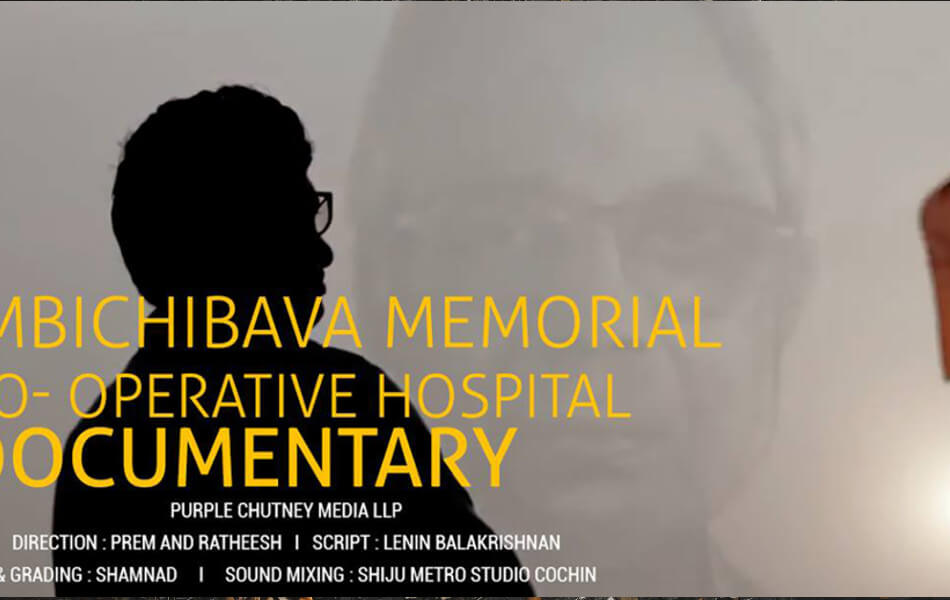 MBICHIBAVA MEMORIAL
O- OPERATIVE HOSPITAL
DOCUMENTARY
PURPLE CHUTNEY MEDIA LLP
DIRECTION : PREM AND RATHEESH I SCRIPT : LENIN BALAKRISHNAN
& GRADING : SHAMNAD I SOUND MIXING : SHIJU METRO STUDIO COCHIN